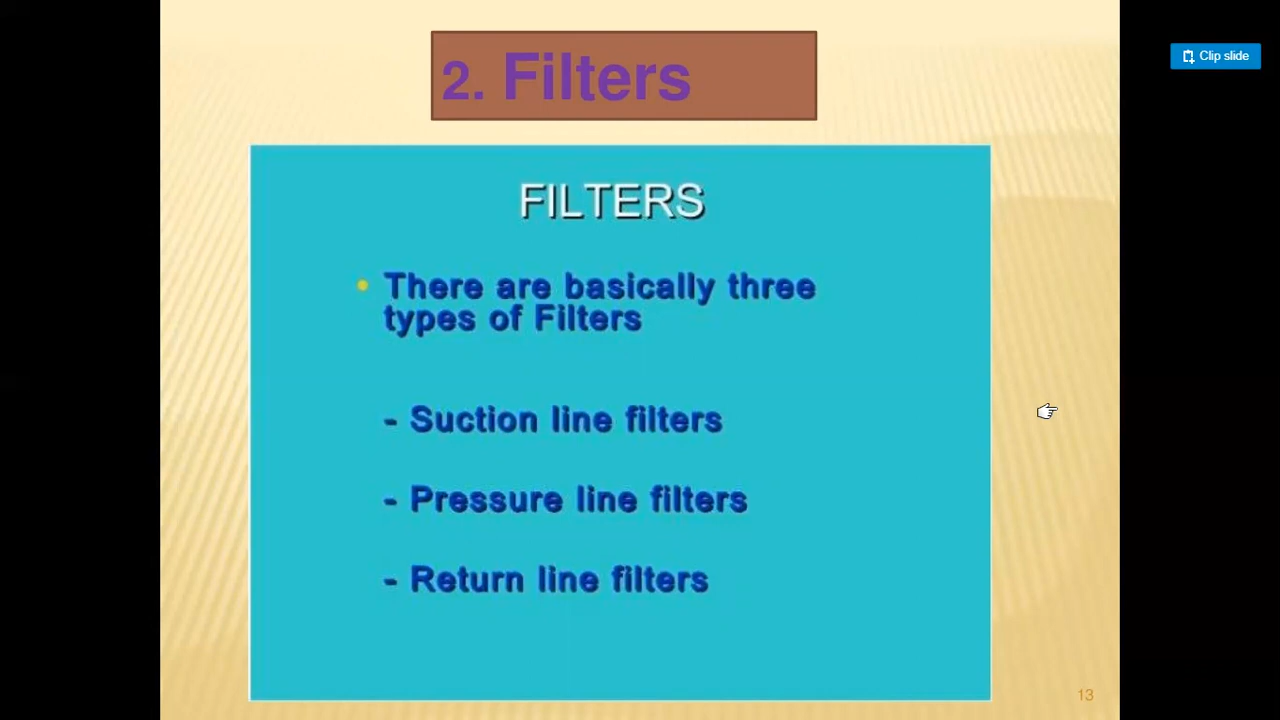 2. Filters
Clip slide
FILTERS
• There are basically three
types of Filters
- Suction line filters
- Pressure line filters
- Return line filters
13